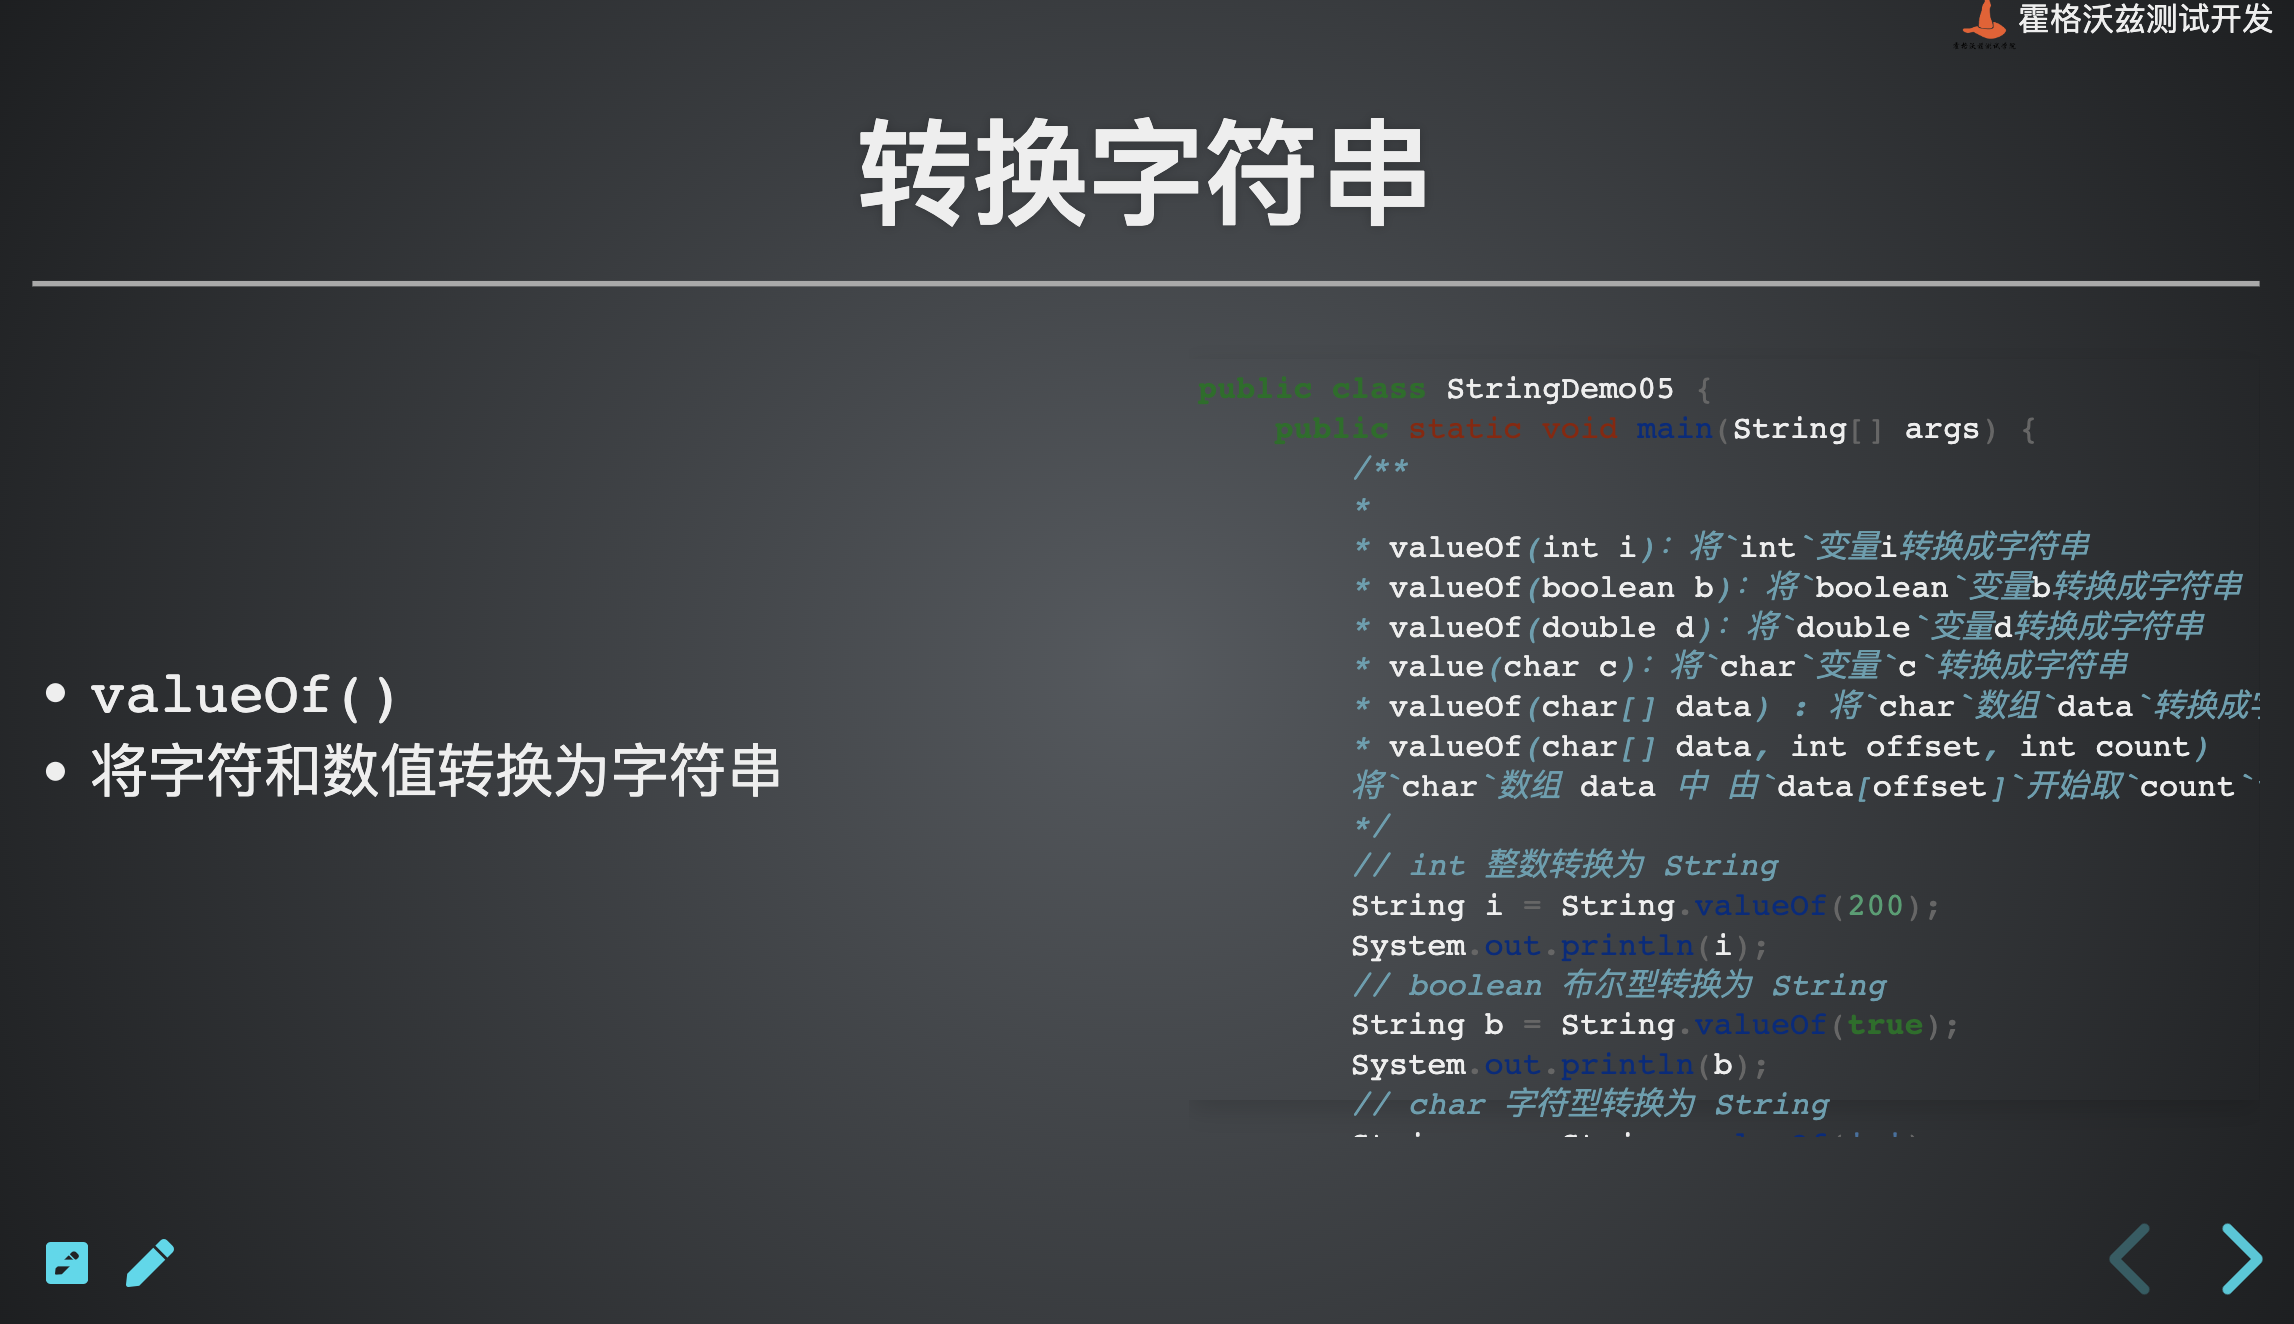 霍格沃兹测试开发
转换字符串
• valueOf()
• 将字符和数值转换为字符串
public class StringDemo05 {
    public static void main(String[] args) {
        /**
        *
        * valueOf(int i)：将`int`变量i转换成字符串
        * valueOf(boolean b)：将`boolean`变量b转换成字符串
        * valueOf(double d)：将`double`变量d转换成字符串
        * value(char c)：将`char`变量`c`转换成字符串
        * valueOf(char[] data) : 将`char`数组`data`转换成
        * valueOf(char[] data, int offset, int count)
        将`char`数组 data 中 由`data[offset]`开始取`count`
        */
        // int 整数转换为 String
        String i = String.valueOf(200);
        System.out.println(i);
        // boolean 布尔型转换为 String
        String b = String.valueOf(true);
        System.out.println(b);
        // char 字符型转换为 String